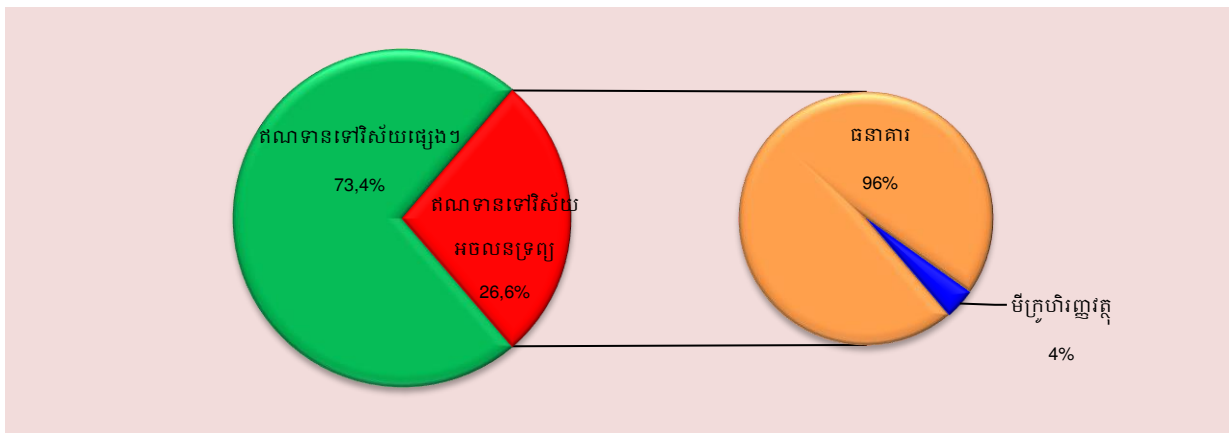 ឥណទានទៅវិស័យផ្សេងៗ
73,4%
ឥណទានទៅវិស័យ
អចលនទ្រព្យ
26,6%
ធនាគារ
96%
មីក្រូហិរញ្ញវត្ថុ
4%